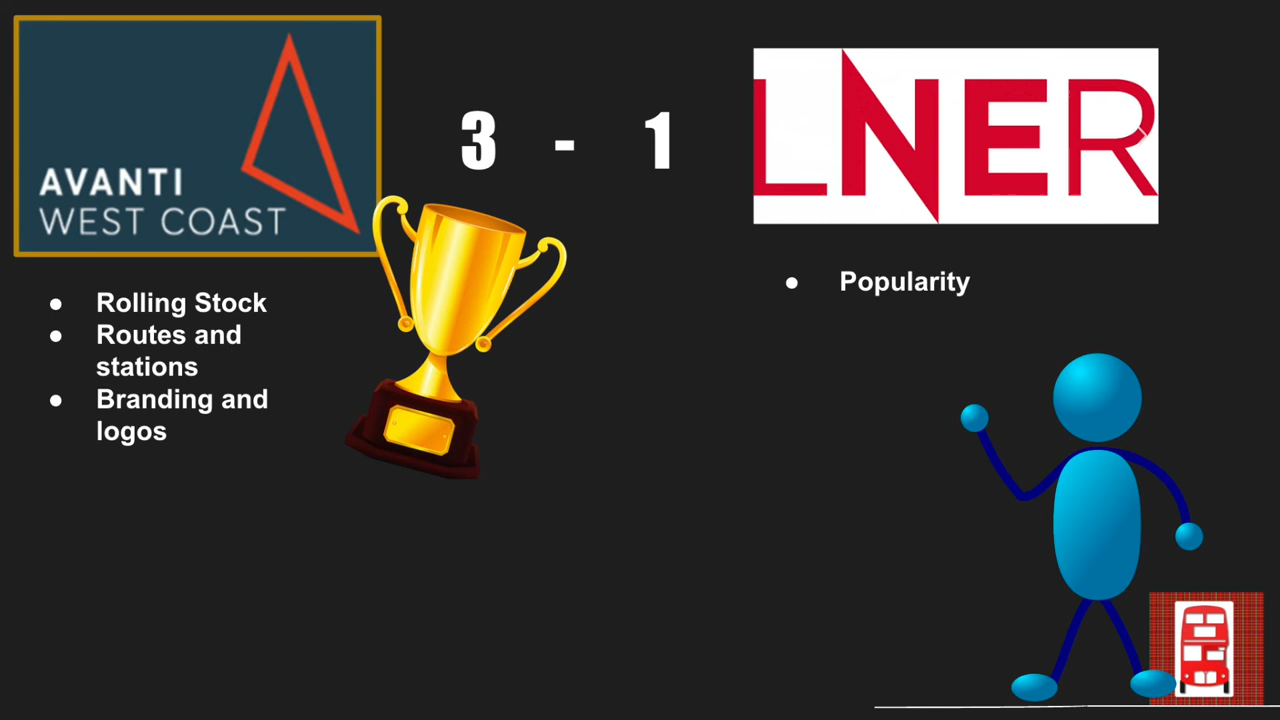 AVANTI
WEST COAST
3 - 1
LNER
● Rolling Stock
● Routes and
stations
● Branding and
logos
● Popularity